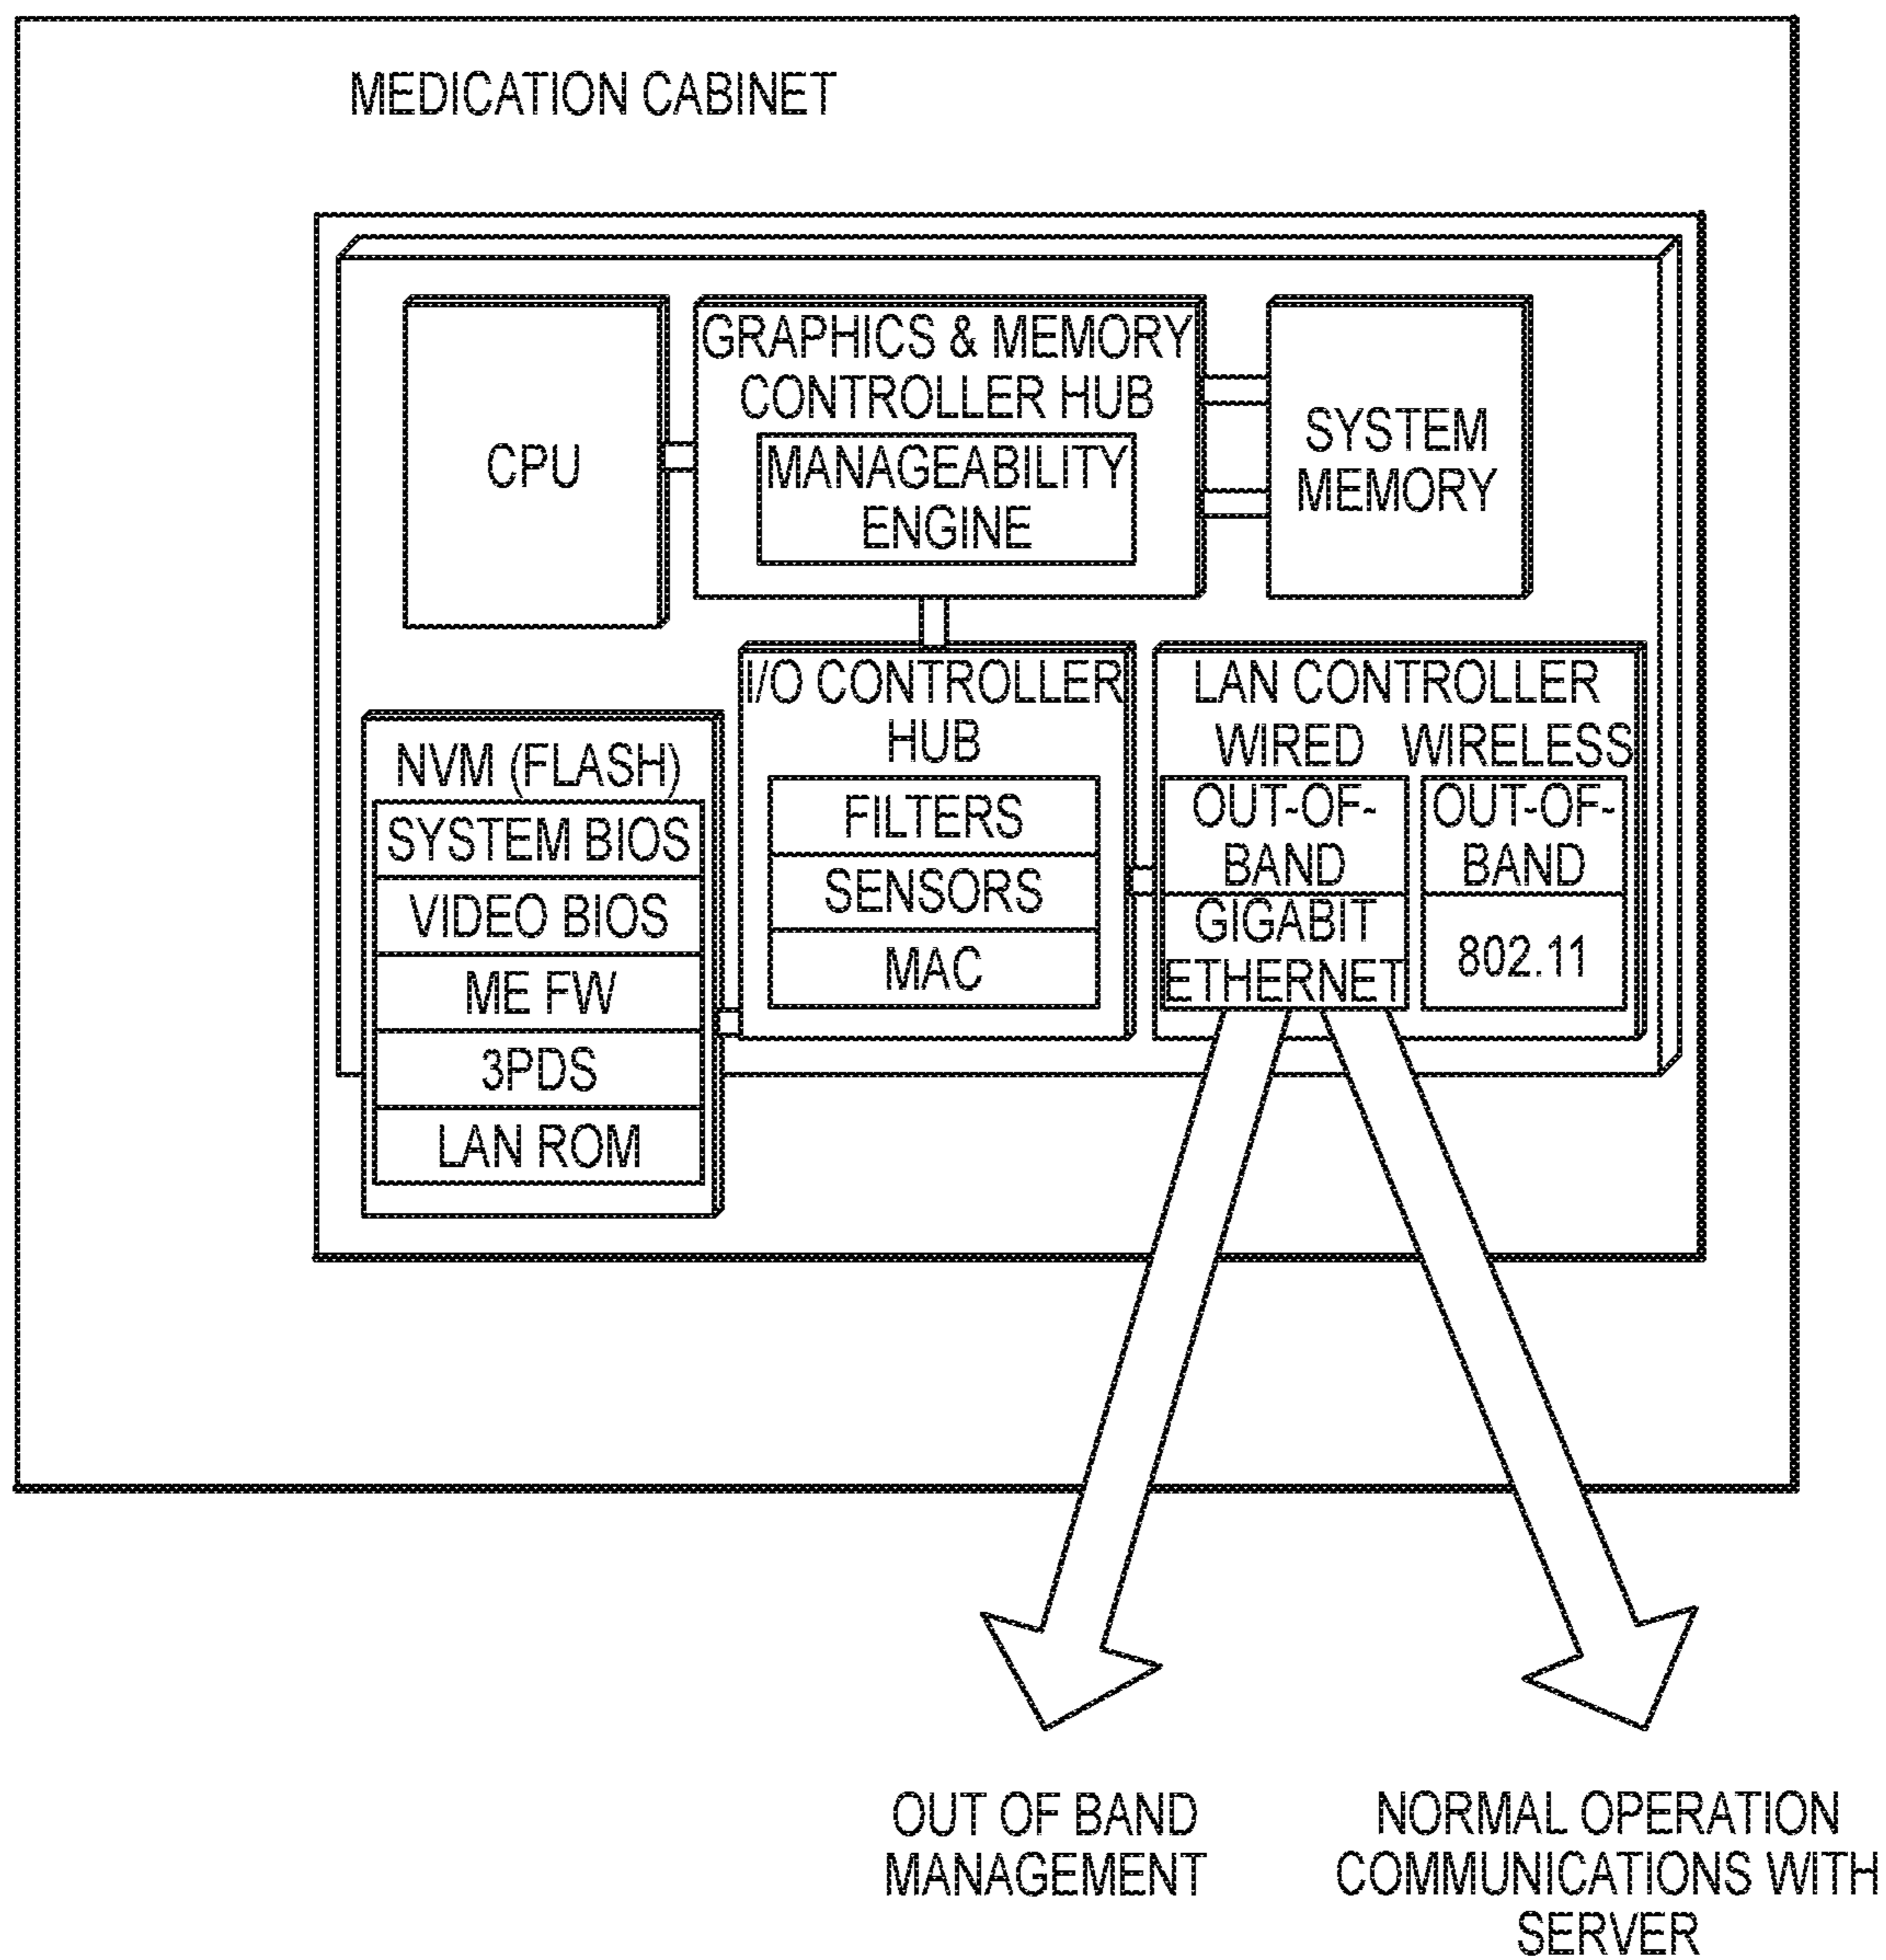 MEDICATION CABINET
CPU
GRAPHICS & MEMORY
CONTROLLER HUB
MANAGEABILITY
ENGINE
SYSTEM
MEMORY
NVM (FLASH)
SYSTEM BIOS
VIDEO BIOS
ME FW
3PDS
LAN ROM
I/O CONTROLLER
HUB
FILTERS
SENSORS
MAC
LAN CONTROLLER
WIRED WIRELESS
OUT-OF-
BAND
GIGABIT
ETHERNET
OUT-OF-
BAND
802.11
OUT OF BAND
MANAGEMENT
NORMAL OPERATION
COMMUNICATIONS WITH
SERVER